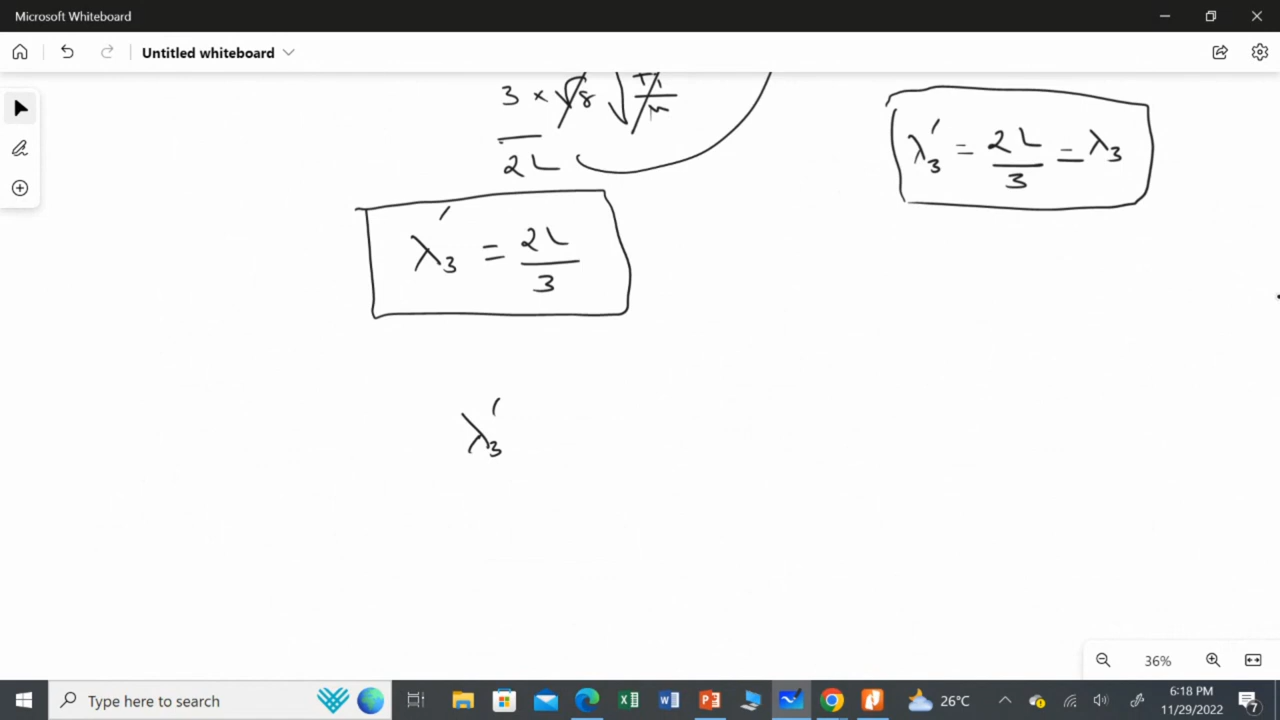 Microsoft Whiteboard
Untitled whiteboard
3 × √8 √
2L
λ₃′ = 2L/3 = λ₃
λ₃′ = 2L/3
λ₃′
36%
Type here to search
26°C
6:18 PM
11/29/2022
7